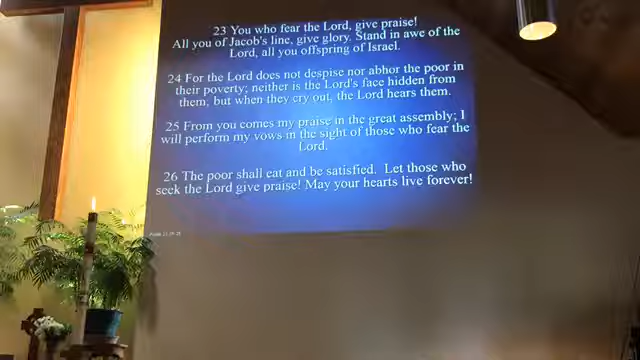 23 You who fear the Lord, give praise!
All you of Jacob's line, give glory. Stand in awe of the
Lord, all you offspring of Israel.
24 For the Lord does not despise nor abhor the poor in
their poverty; neither is the Lord's face hidden from
them, but when they cry out, the Lord hears them.
25 From you comes my praise in the great assembly; I
will perform my vows in the sight of those who fear the
Lord.
26 The poor shall eat and be satisfied. Let those who
seek the Lord give praise! May your hearts live forever!